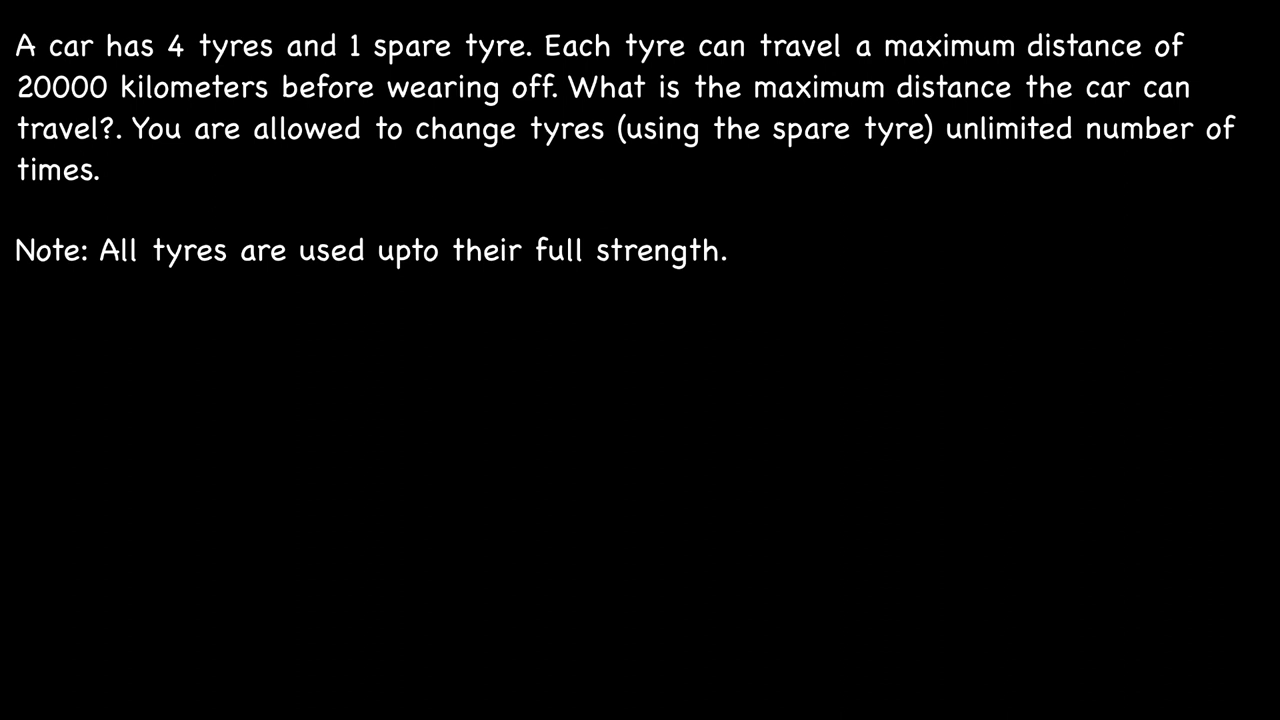 A car has 4 tyres and 1 spare tyre. Each tyre can travel a maximum distance of
20000 kilometers before wearing off. What is the maximum distance the car can
travel?. You are allowed to change tyres (using the spare tyre) unlimited number of
times.
Note: All tyres are used upto their full strength.